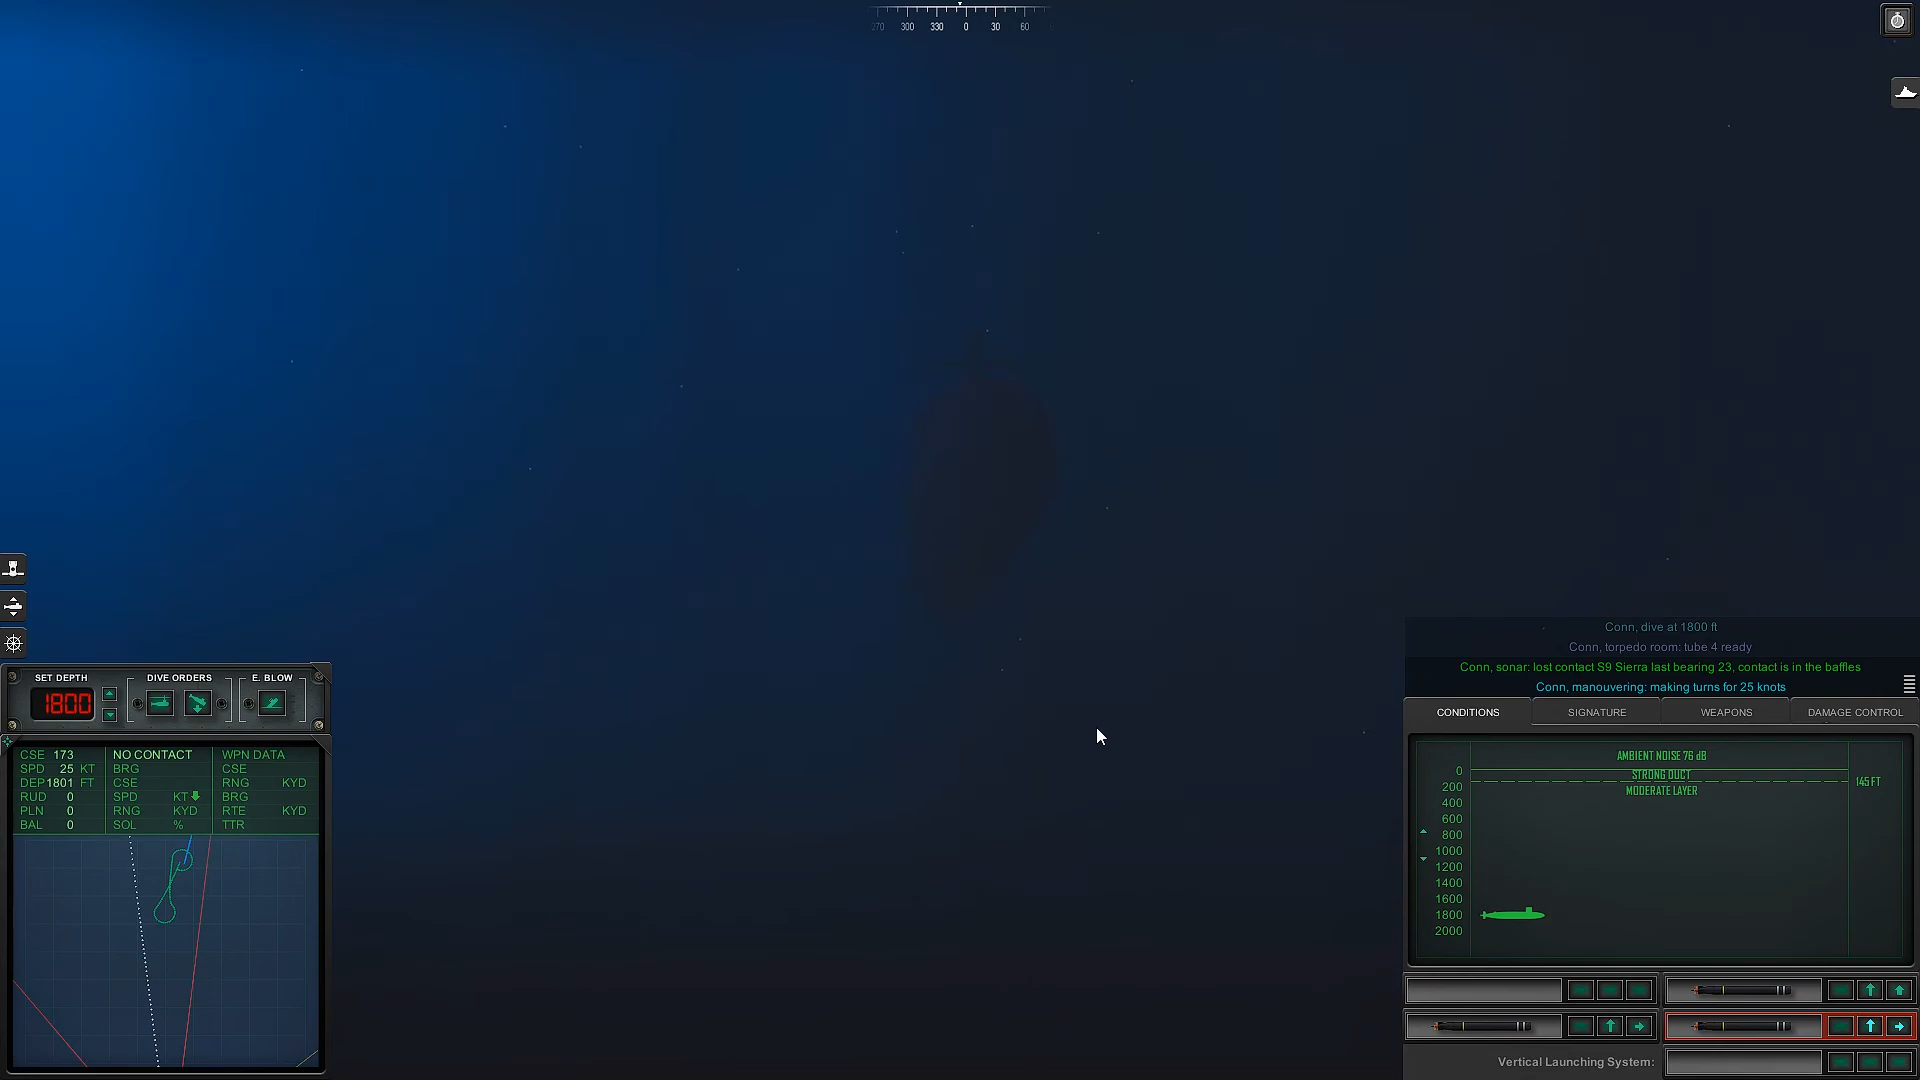 270 300 330 0 30 60
Conn, dive at 1800 ft
Conn, torpedo room: tube 4 ready
Conn, sonar: lost contact S9 Sierra last bearing 23, contact is in the baffles
Conn, manouvering: making turns for 25 knots
SET DEPTH DIVE ORDERS E. BLOW
1800
CSE 173 NO CONTACT WPN DATA
SPD 25 KT BRG CSE
DEP 1801 FT CSE RNG KYD
RUD 0 SPD KT BRG
PLN 0 RNG KYD RTE KYD
BAL 0 SOL % TTR
CONDITIONS SIGNATURE WEAPONS DAMAGE CONTROL
AMBIENT NOISE 76 dB
0 STRONG DUCT
200 MODERATE LAYER 145 FT
400
600
800
1000
1200
1400
1600
1800
2000
Vertical Launching System: